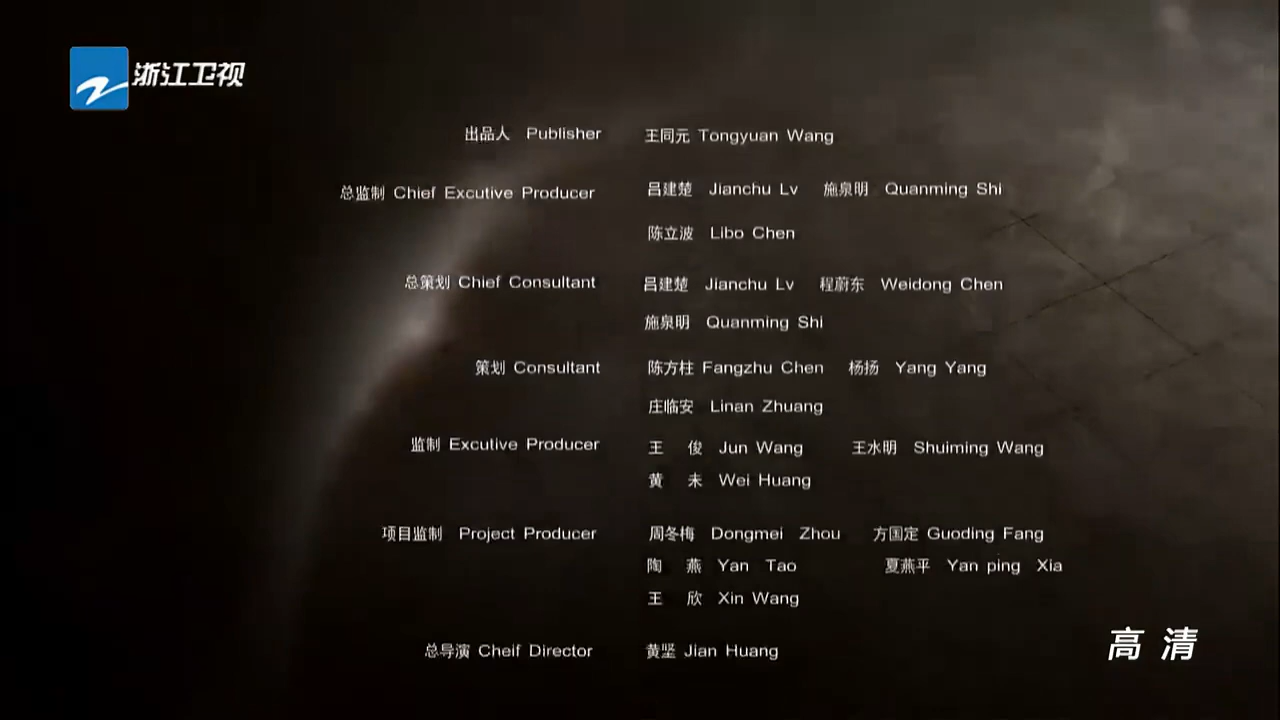 浙江卫视
出品人 Publisher 王同元 Tongyuan Wang
总监制 Chief Excutive Producer 吕建楚 Jianchu Lv 施泉明 Quanming Shi
陈立波 Libo Chen
总策划 Chief Consultant 吕建楚 Jianchu Lv 程蔚东 Weidong Chen
施泉明 Quanming Shi
策划 Consultant 陈方柱 Fangzhu Chen 杨扬 Yang Yang
庄临安 Linan Zhuang
监制 Excutive Producer 王 俊 Jun Wang 王水明 Shuiming Wang
黄 未 Wei Huang
项目监制 Project Producer 周冬梅 Dongmei Zhou 方国定 Guoding Fang
陶 燕 Yan Tao 夏燕平 Yan ping Xia
王 欣 Xin Wang
总导演 Cheif Director 黄坚 Jian Huang
高清